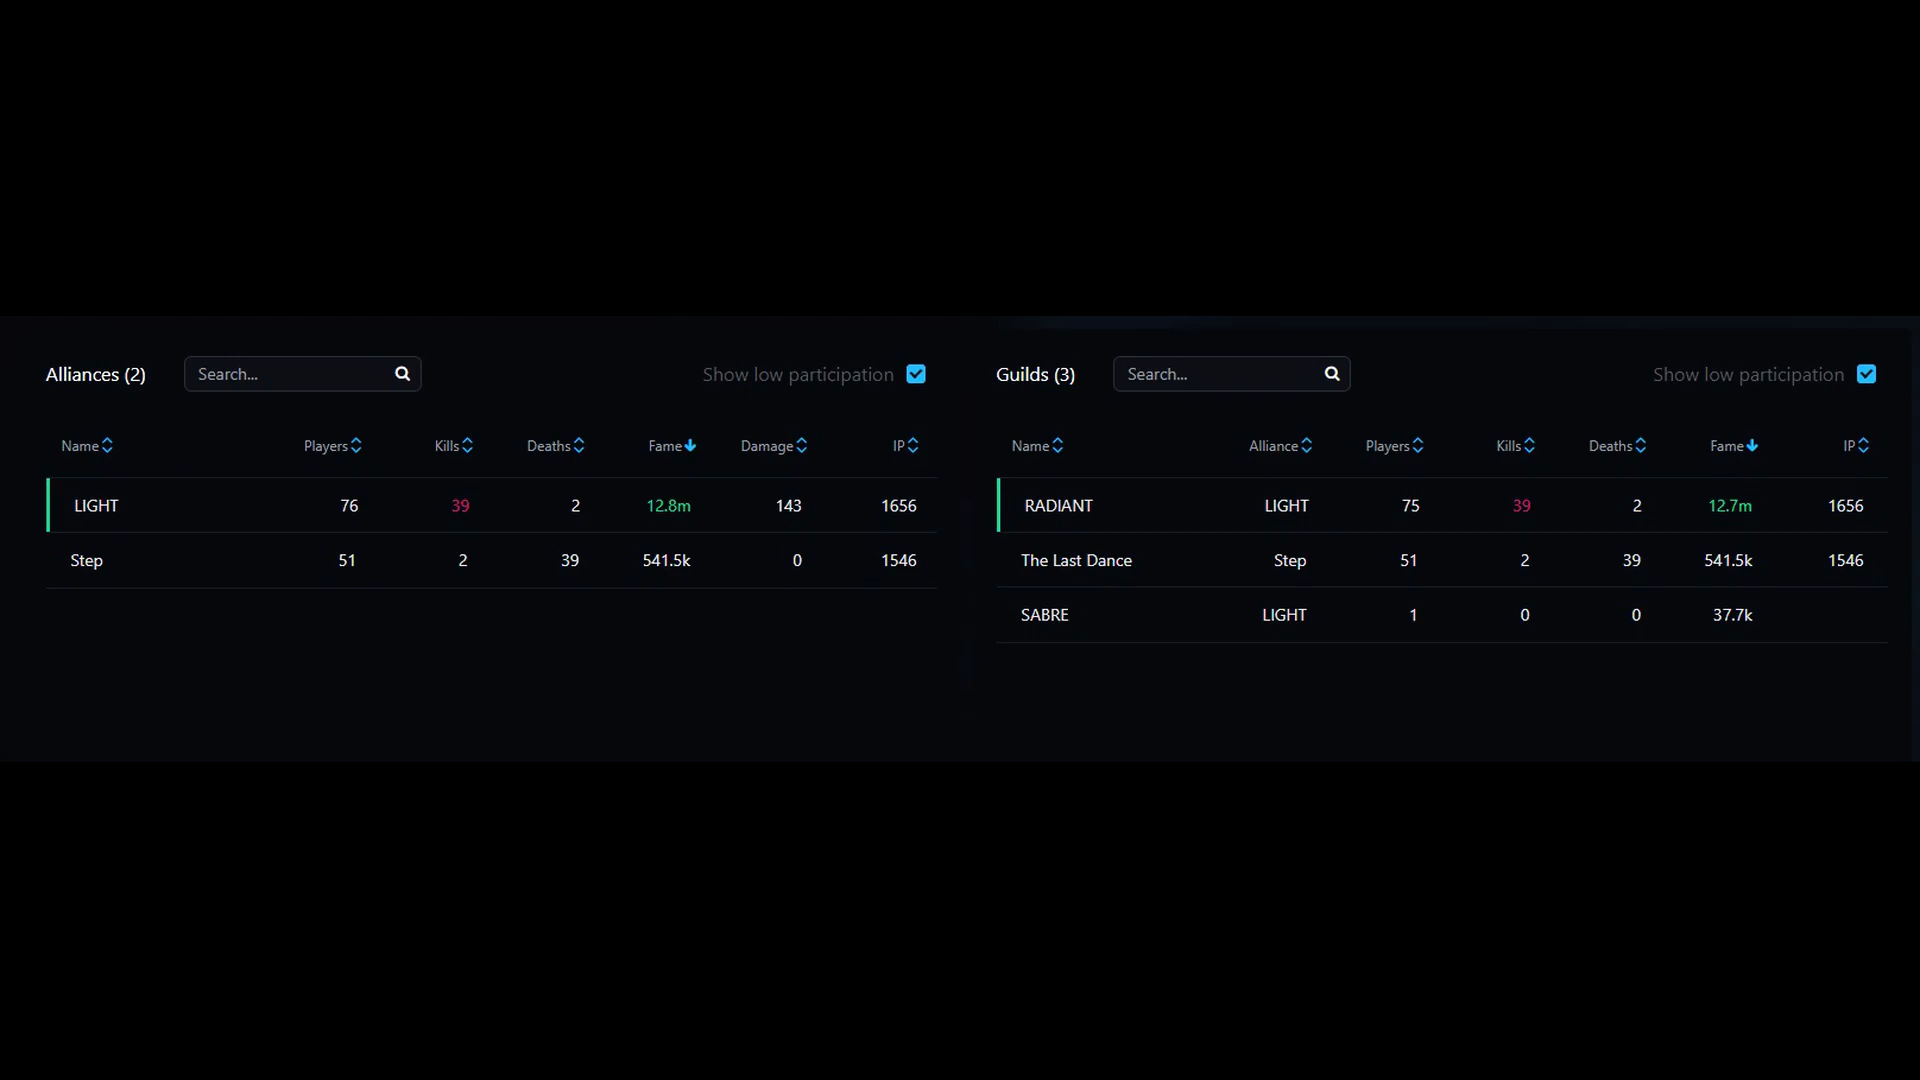 Alliances (2) Search... Show low participation
Name Players Kills Deaths Fame Damage IP
LIGHT 76 39 2 12.8m 143 1656
Step 51 2 39 541.5k 0 1546
Guilds (3) Search... Show low participation
Name Alliance Players Kills Deaths Fame IP
RADIANT LIGHT 75 39 2 12.7m 1656
The Last Dance Step 51 2 39 541.5k 1546
SABRE LIGHT 1 0 0 37.7k